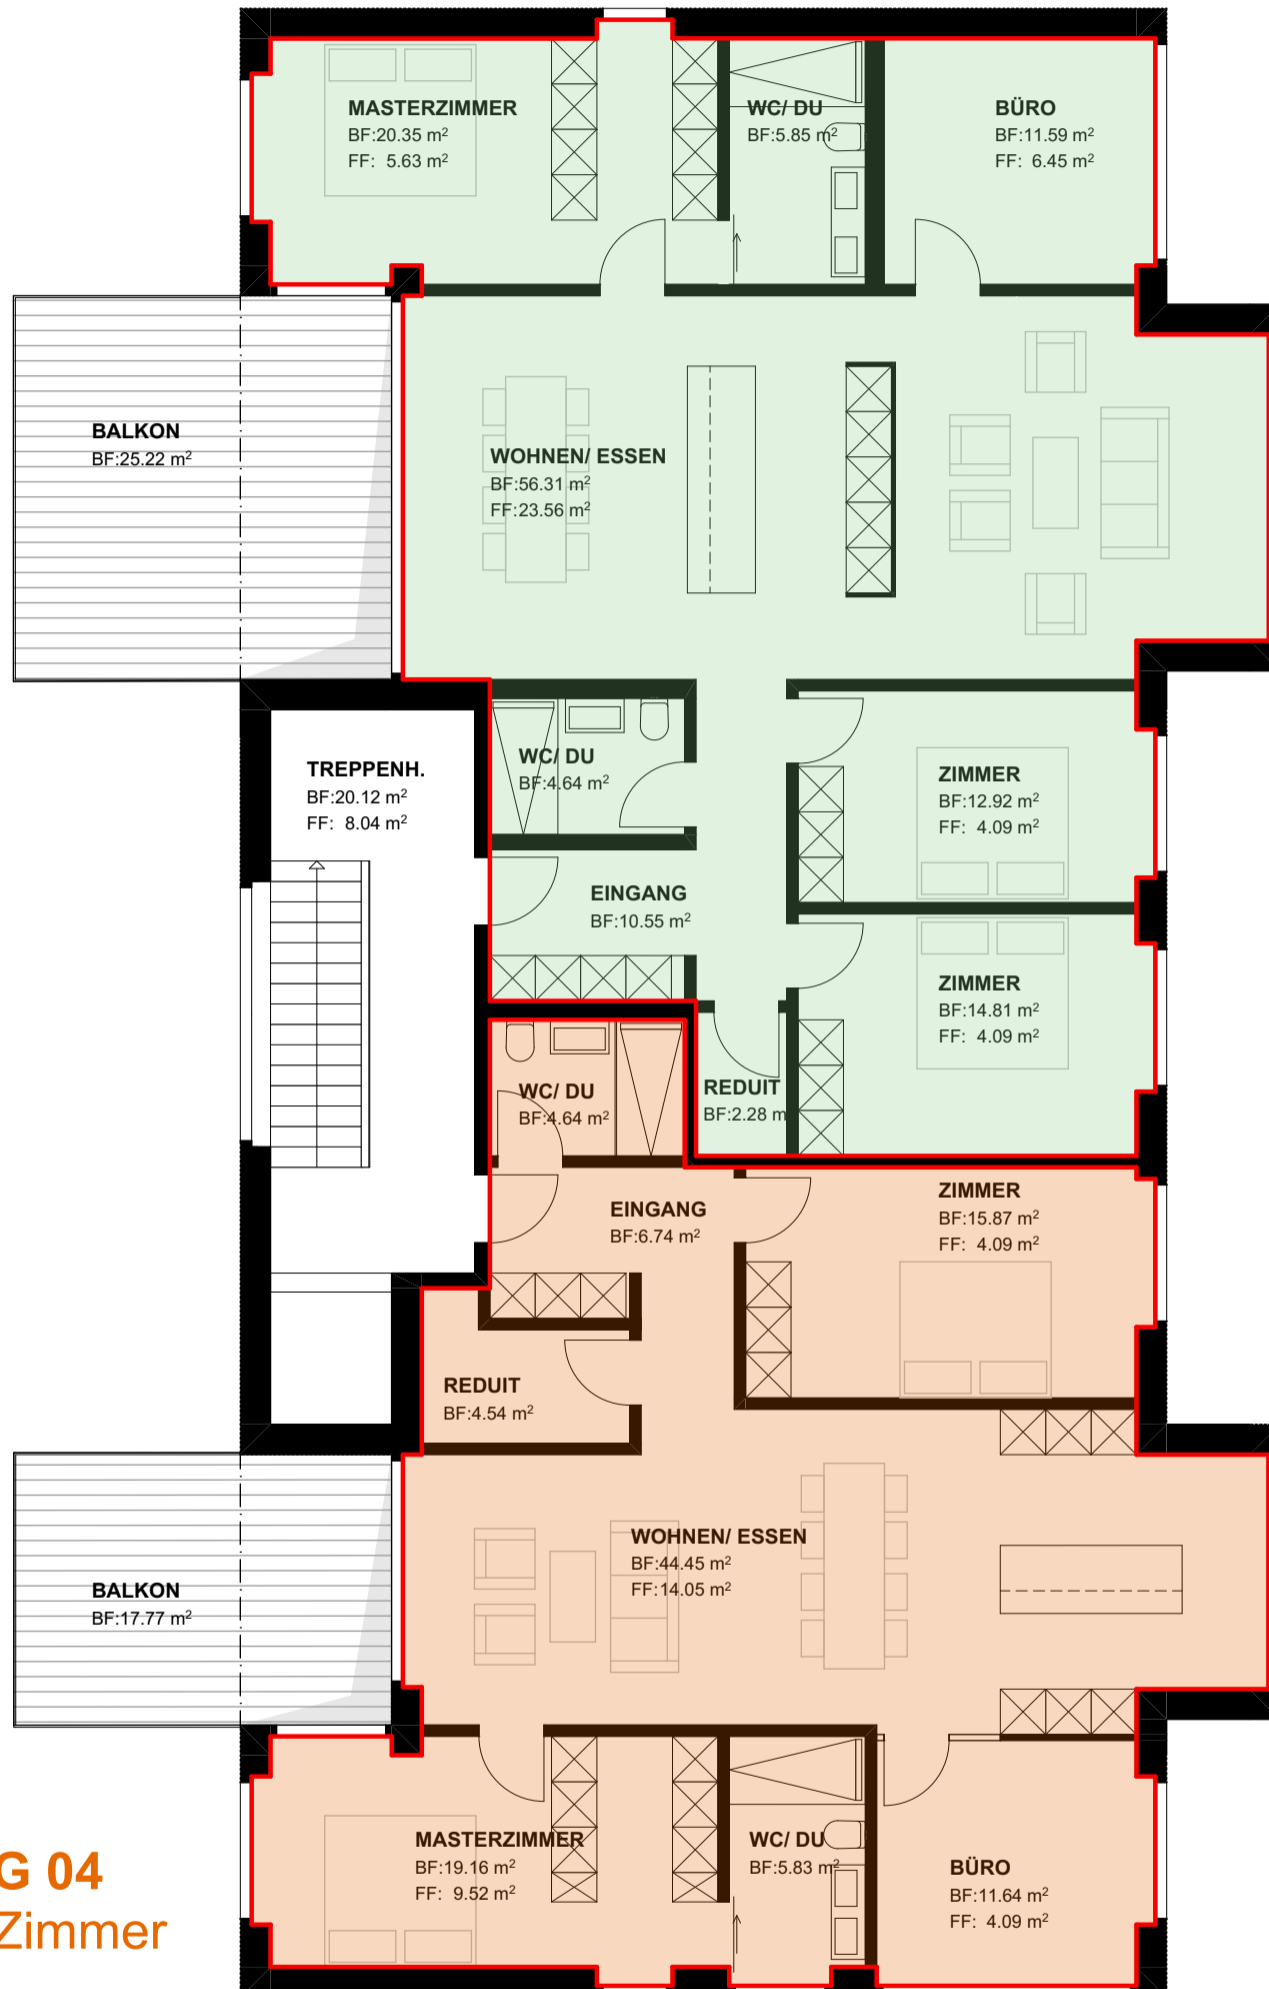 MASTERZIMMER
BF:20.35 m²
FF: 5.63 m²
WC/ DU
BF:5.85 m²
BÜRO
BF:11.59 m²
FF: 6.45 m²
BALKON
BF:25.22 m²
WOHNEN/ ESSEN
BF:56.31 m²
FF:23.56 m²
TREPPENH.
BF:20.12 m²
FF: 8.04 m²
WC/ DU
BF:4.64 m²
ZIMMER
BF:12.92 m²
FF: 4.09 m²
EINGANG
BF:10.55 m²
ZIMMER
BF:14.81 m²
FF: 4.09 m²
REDUIT
BF:2.28 m
WC/ DU
BF:4.64 m²
EINGANG
BF:6.74 m²
ZIMMER
BF:15.87 m²
FF: 4.09 m²
REDUIT
BF:4.54 m²
WOHNEN/ ESSEN
BF:44.45 m²
FF:14.05 m²
BALKON
BF:17.77 m²
MASTERZIMMER
BF:19.16 m²
FF: 9.52 m²
WC/ DU
BF:5.83 m²
BÜRO
BF:11.64 m²
FF: 4.09 m²
G 04
Zimmer